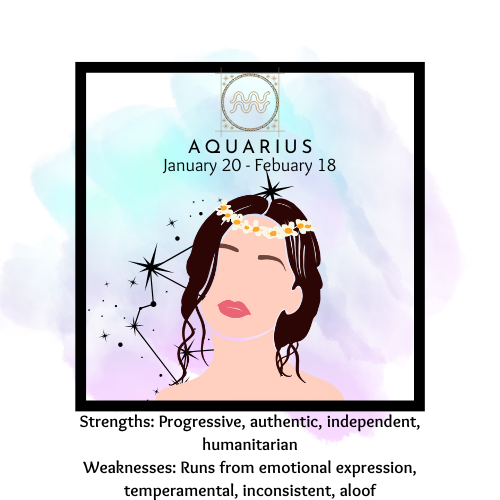 AQUARIUS
January 20 - Febuary 18
Strengths: Progressive, authentic, independent,
humanitarian
Weaknesses: Runs from emotional expression,
temperamental, inconsistent, aloof